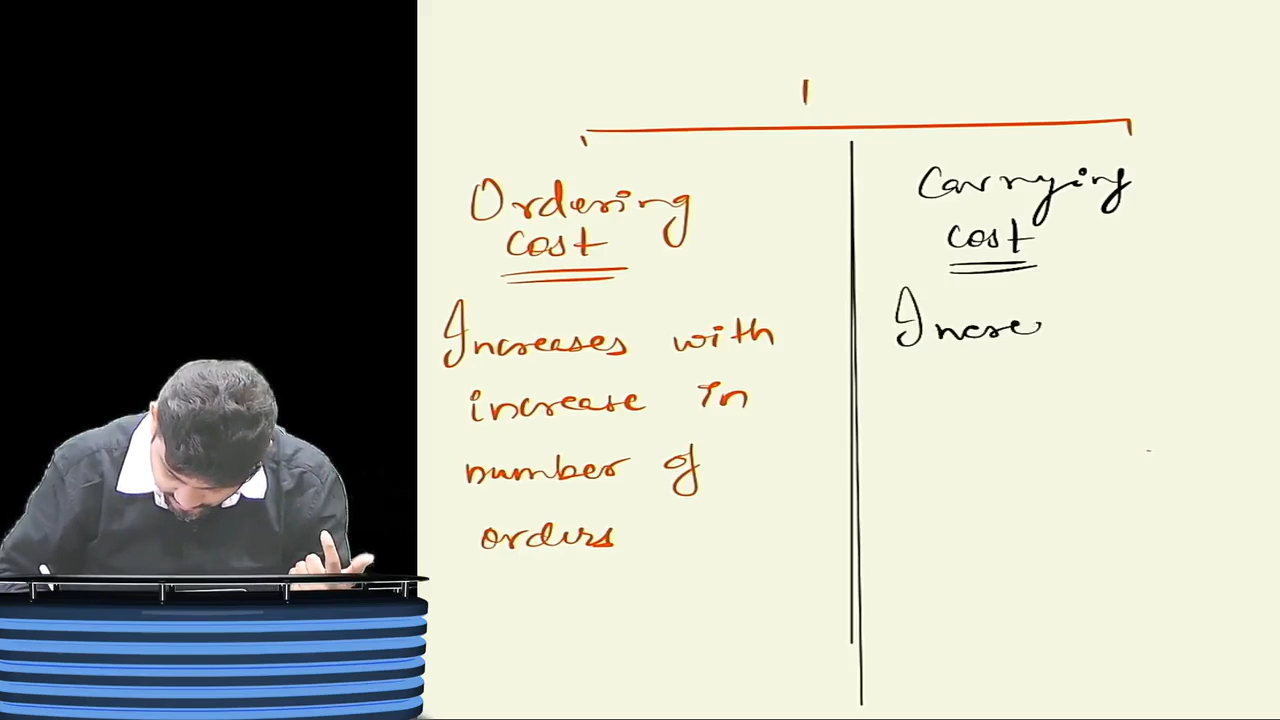 Ordering
cost
Increases with
increase in
number of
orders
Carrying
cost
Incre